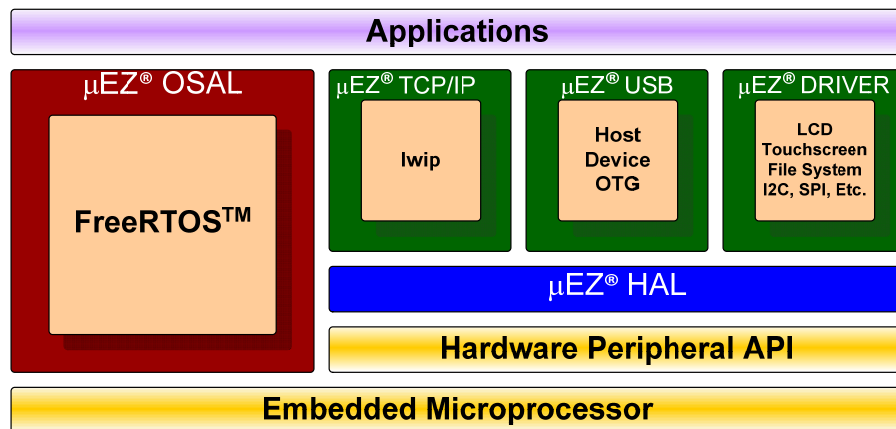 Applications
µEZ® OSAL
FreeRTOS™
µEZ® TCP/IP
lwip
µEZ® USB
Host
Device
OTG
µEZ® DRIVER
LCD
Touchscreen
File System
I2C, SPI, Etc.
µEZ® HAL
Hardware Peripheral API
Embedded Microprocessor